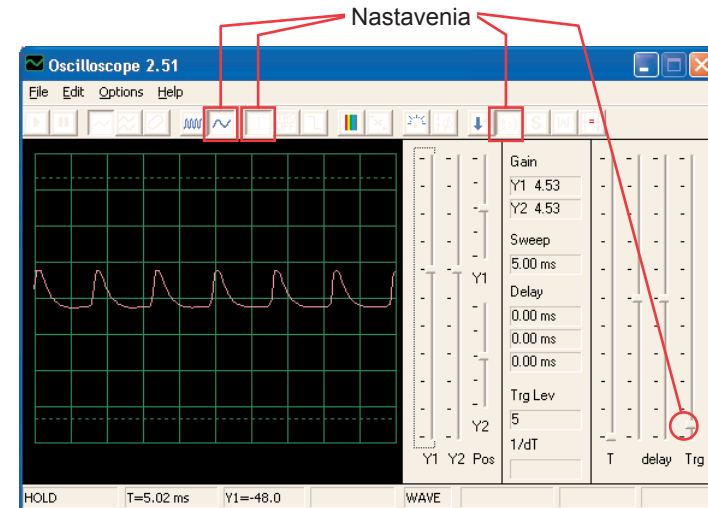 Nastavenia
Oscilloscope 2.51
File Edit Options Help
Gain
Y1 4.53
Y2 4.53
Sweep
5.00 ms
Delay
0.00 ms
0.00 ms
0.00 ms
Trg Lev
5
1/dT
Y1
Y2
Y1 Y2 Pos
T delay Trg
HOLD T=5.02 ms Y1=-48.0 WAVE